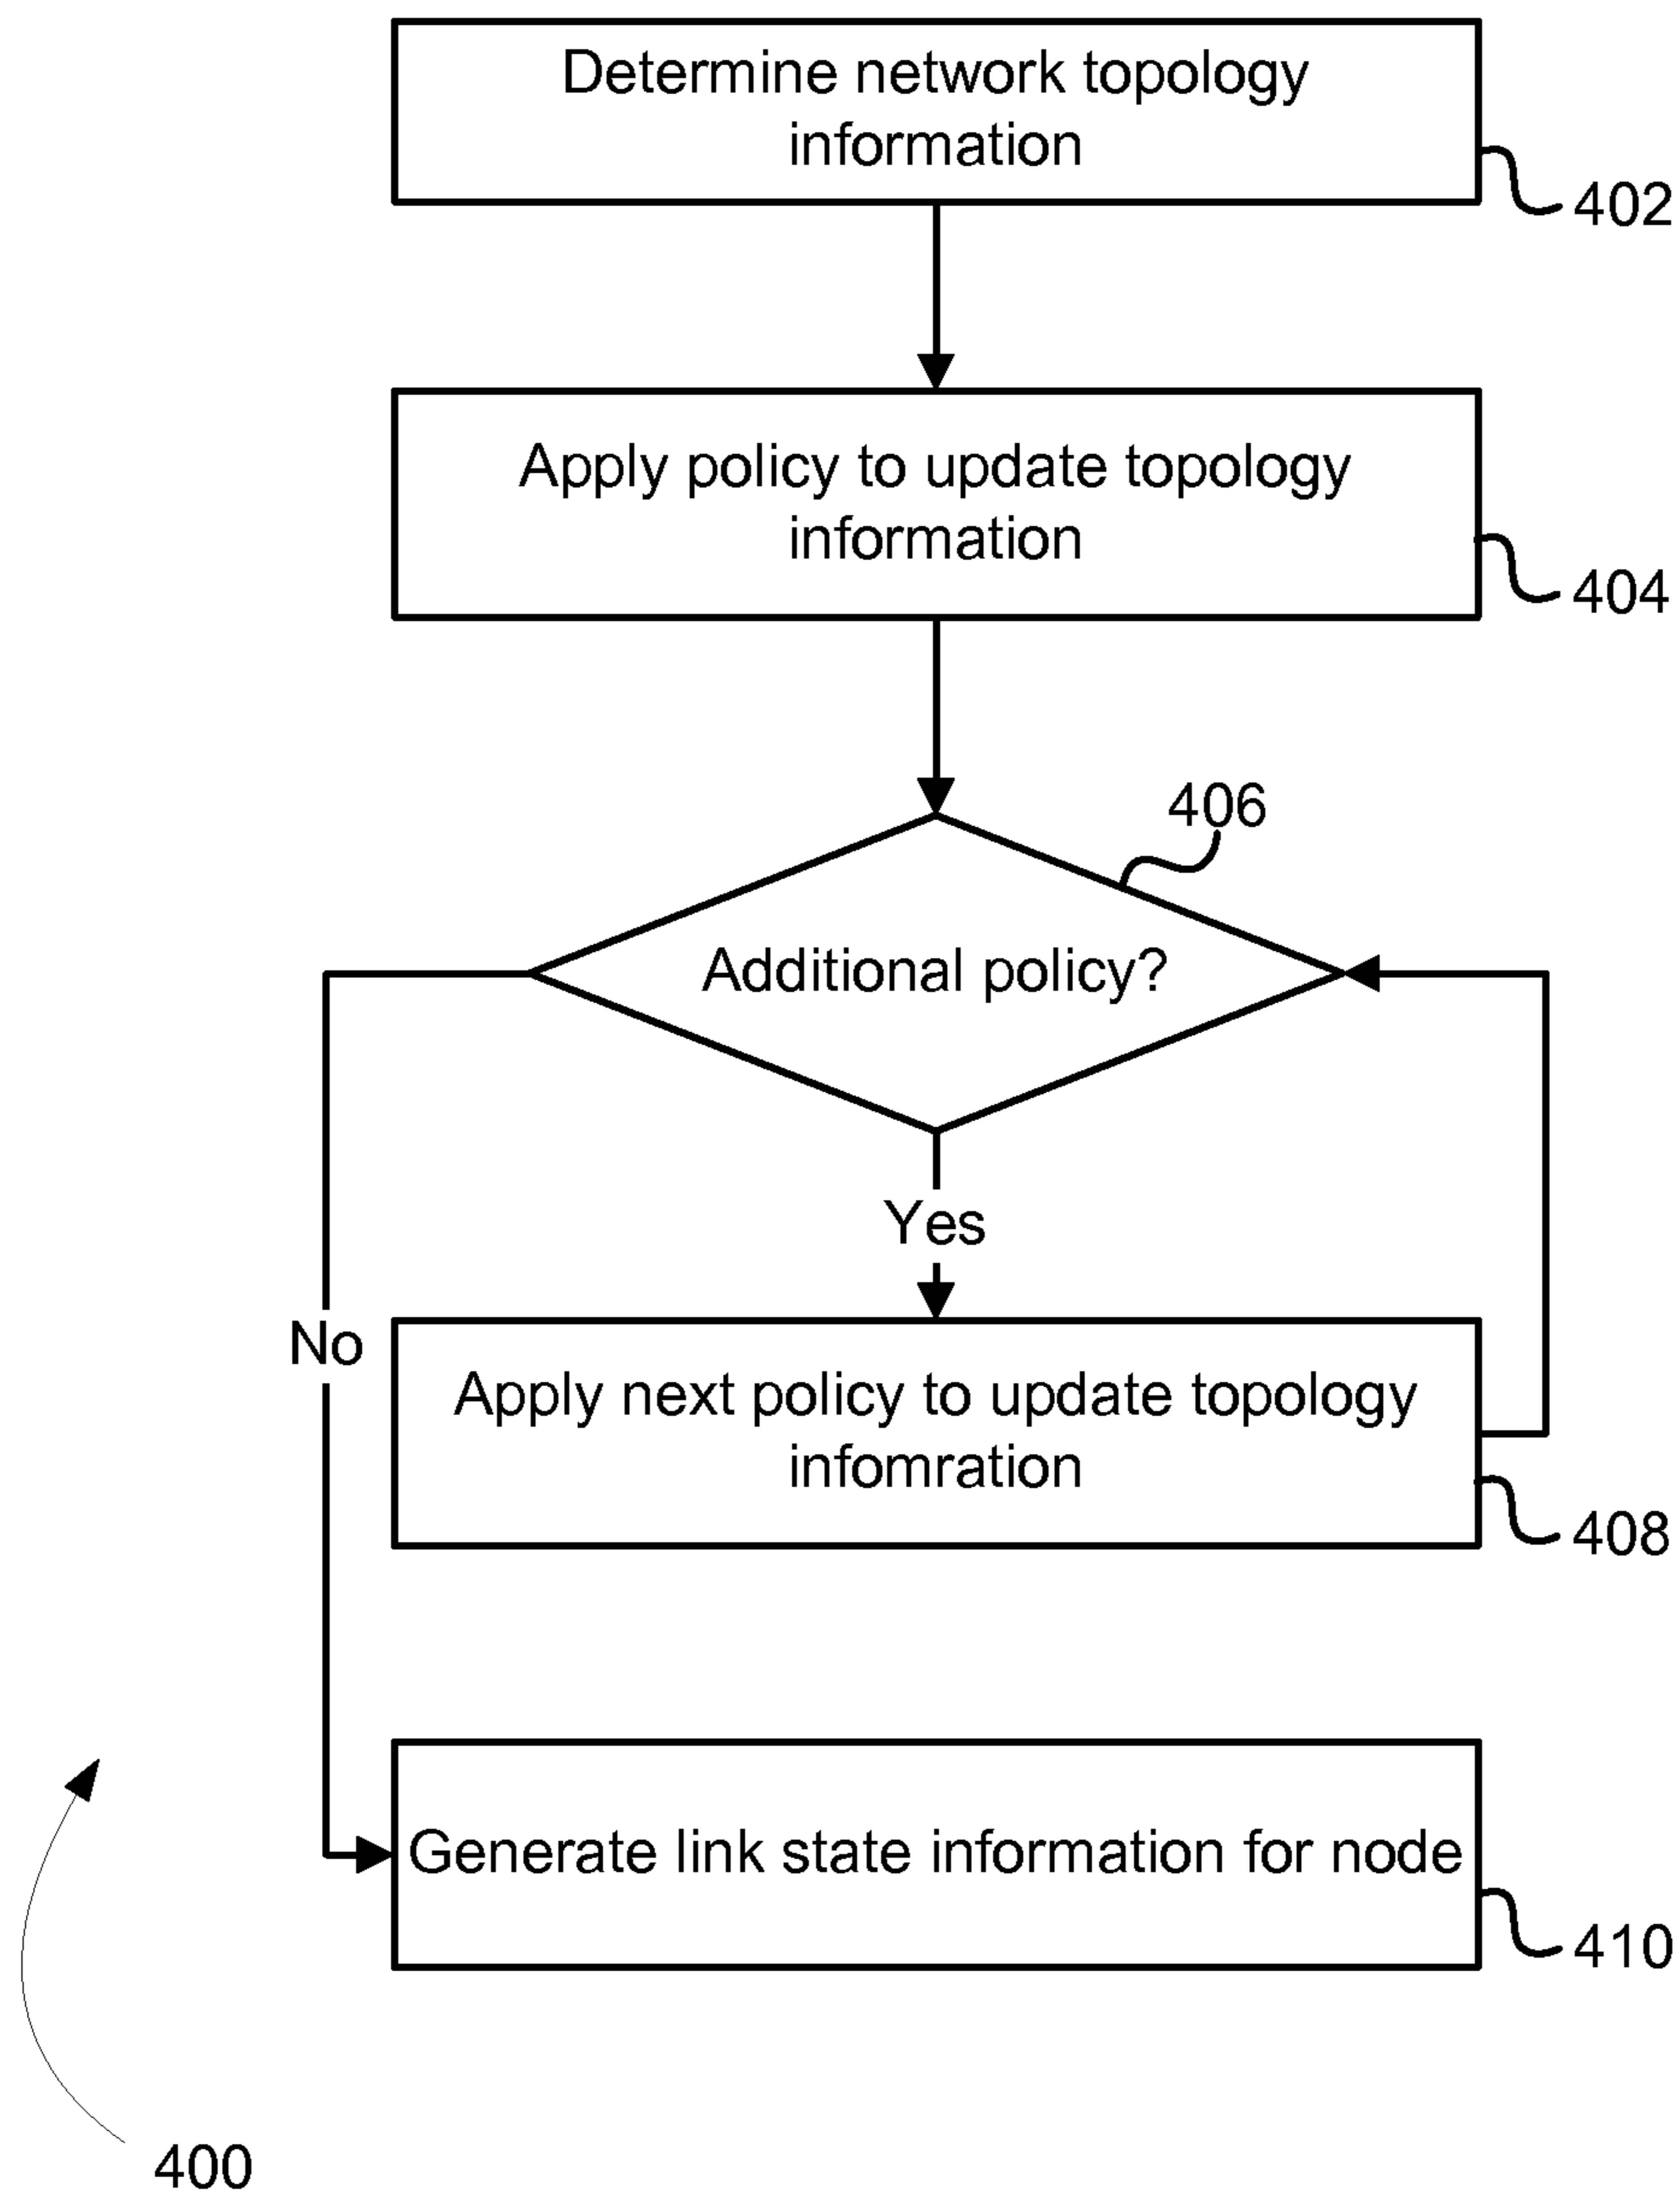 Determine network topology
information
402
Apply policy to update topology
information
404
406
Additional policy?
Yes
No
Apply next policy to update topology
infomration
408
Generate link state information for node
410
400